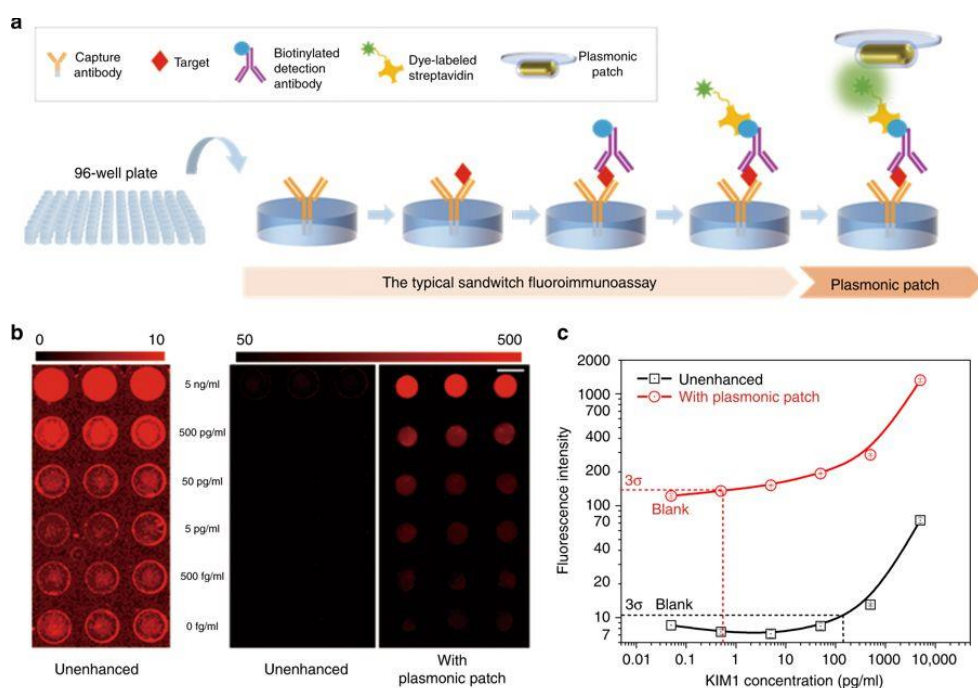 a
Capture
antibody
Target
Biotinylated
detection
antibody
Dye-labeled
streptavidin
Plasmonic
patch
96-well plate
The typical sandwitch fluoroimmunoassay
Plasmonic patch
b
0 10
50 500
5 ng/ml
500 pg/ml
50 pg/ml
5 pg/ml
500 fg/ml
0 fg/ml
Unenhanced
Unenhanced
With
plasmonic patch
c
2000
1000
700
400
200
100
70
40
20
10
7
Fluorescence intensity
Unenhanced
With plasmonic patch
3σ
Blank
3σ Blank
0.01 0.1 1 10 100 1000 10,000
KIM1 concentration (pg/ml)